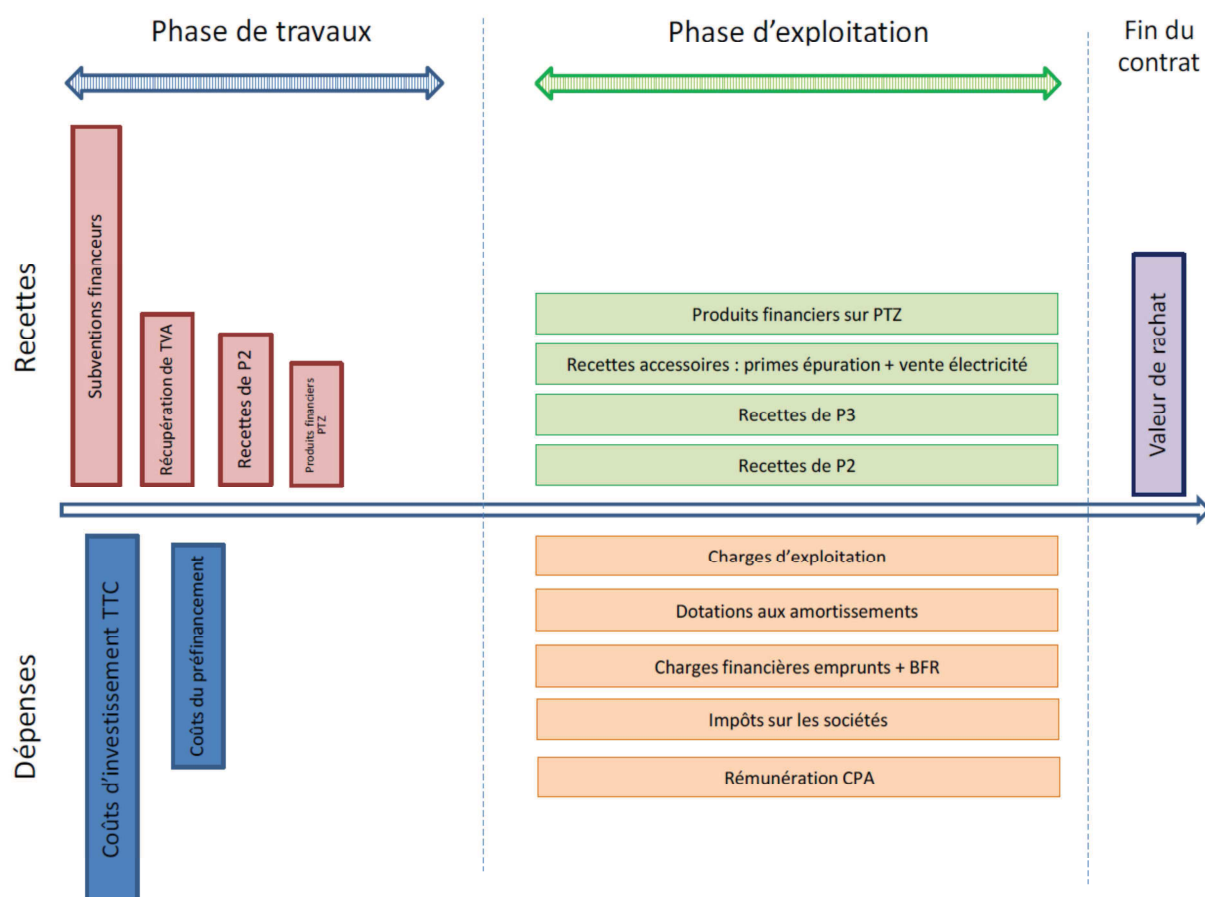 Phase de travaux
Phase d'exploitation
Fin du
contrat
Recettes
Subventions financeurs
Récupération de TVA
Recettes de P2
Produits financiers
PTZ
Produits financiers sur PTZ
Recettes accessoires : primes épuration + vente électricité
Recettes de P3
Recettes de P2
Valeur de rachat
Dépenses
Coûts d'investissement TTC
Coûts du préfinancement
Charges d'exploitation
Dotations aux amortissements
Charges financières emprunts + BFR
Impôts sur les sociétés
Rémunération CPA